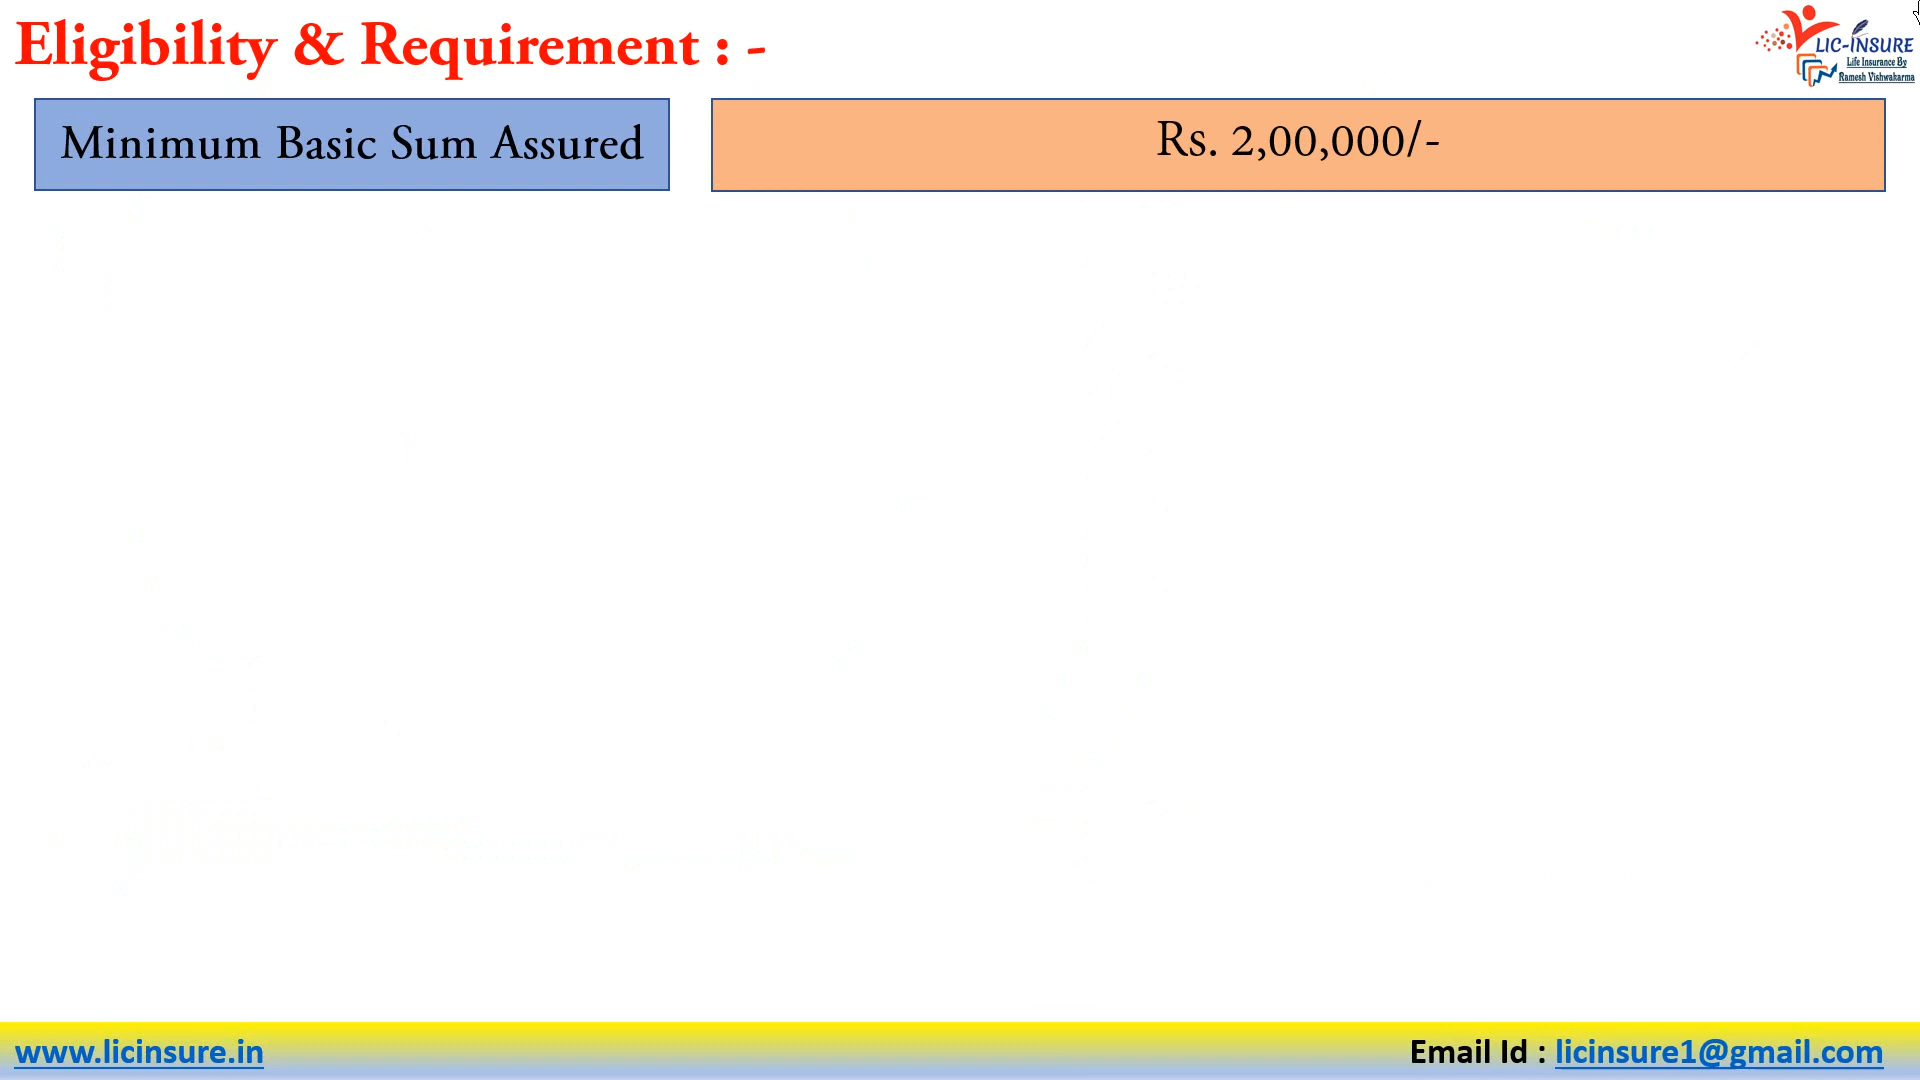 Eligibility & Requirement : -
LIC-INSURE
Life Insurance By
Ramesh Vishwakarma
Minimum Basic Sum Assured
Rs. 2,00,000/-
www.licinsure.in
Email Id : licinsure1@gmail.com